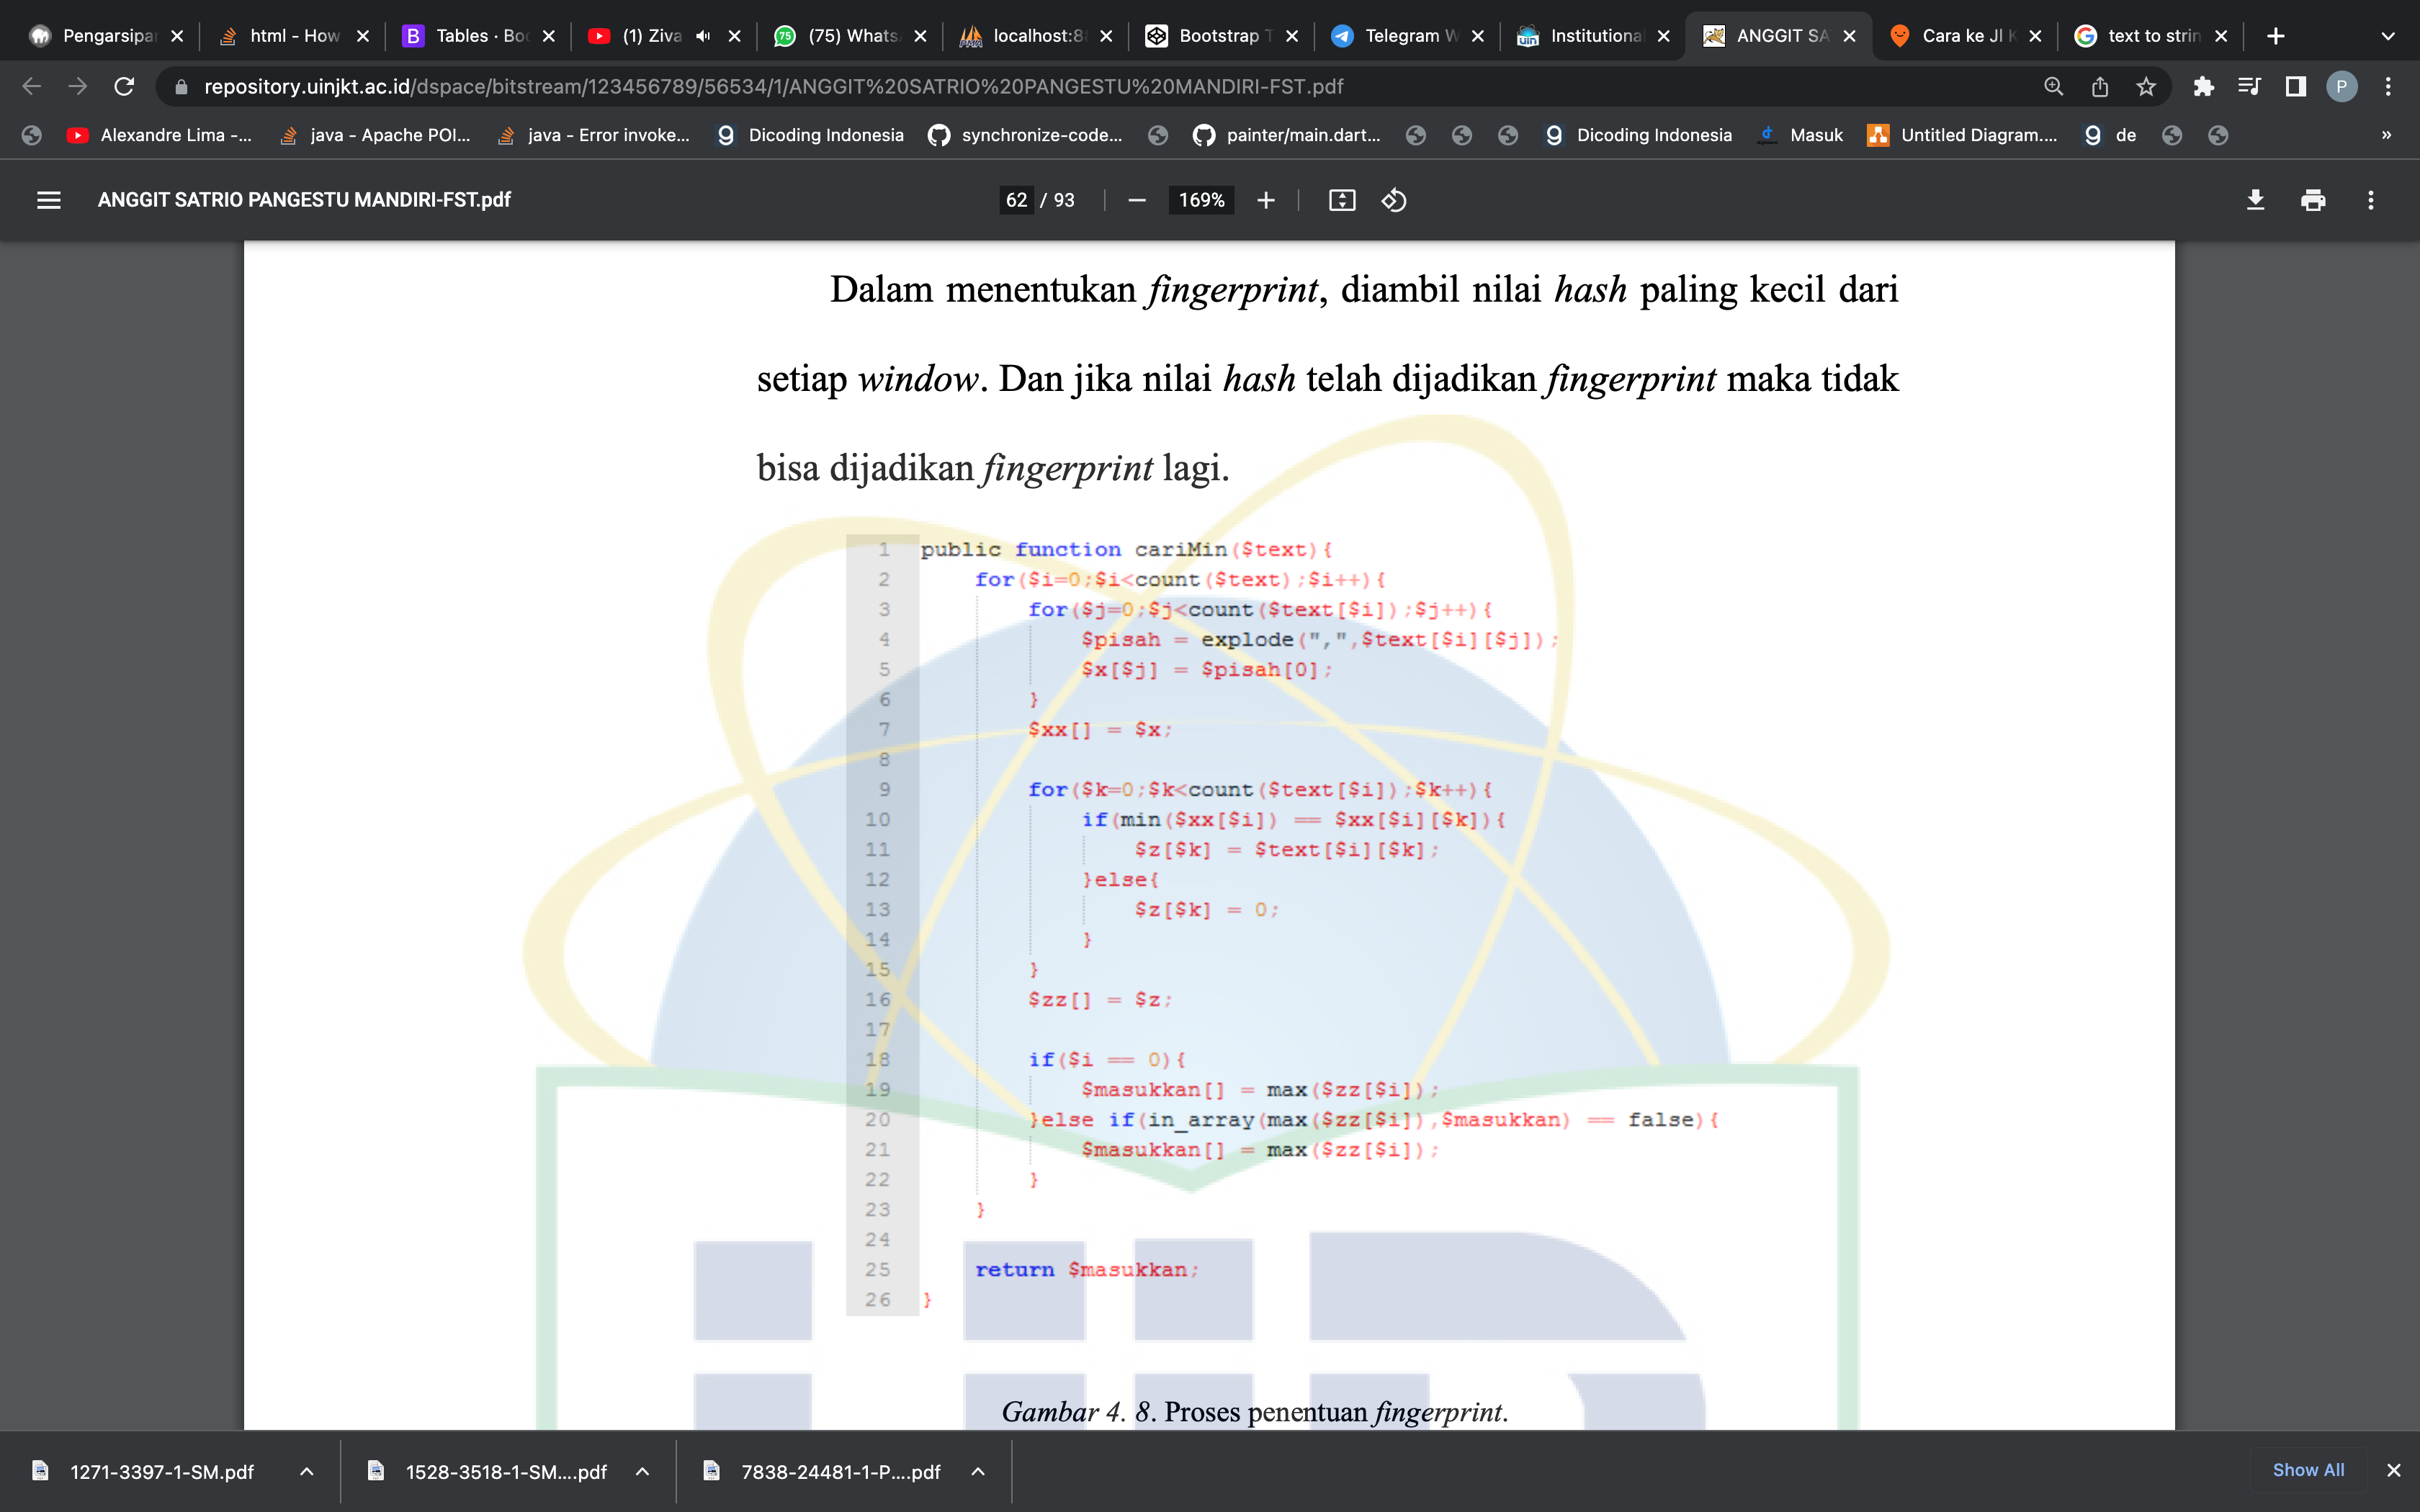 Pengarsipa
html - How
Tables · Bo
(1) Ziva
(75) Whats
localhost:8
Bootstrap T
Telegram W
Institutiona
ANGGIT SA
Cara ke Jl K
text to strin
repository.uinjkt.ac.id/dspace/bitstream/123456789/56534/1/ANGGIT%20SATRIO%20PANGESTU%20MANDIRI-FST.pdf
P
Alexandre Lima -...
java - Apache POI...
java - Error invoke...
Dicoding Indonesia
synchronize-code...
painter/main.dart...
Dicoding Indonesia
Masuk
Untitled Diagram....
de
»
ANGGIT SATRIO PANGESTU MANDIRI-FST.pdf
62 / 93
169%
Dalam menentukan fingerprint, diambil nilai hash paling kecil dari
setiap window. Dan jika nilai hash telah dijadikan fingerprint maka tidak
bisa dijadikan fingerprint lagi.
1 public function cariMin($text){
2 for($i=0;$i<count($text);$i++){
3 for($j=0;$j<count($text[$i]);$j++){
4 $pisah = explode(",",$text[$i][$j]);
5 $x[$j] = $pisah[0];
6 }
7 $xx[] = $x;
8
9 for($k=0;$k<count($text[$i]);$k++){
10 if(min($xx[$i]) == $xx[$i][$k]){
11 $z[$k] = $text[$i][$k];
12 }else{
13 $z[$k] = 0;
14 }
15 }
16 $zz[] = $z;
17
18 if($i == 0){
19 $masukkan[] = max($zz[$i]);
20 }else if(in_array(max($zz[$i]),$masukkan) == false){
21 $masukkan[] = max($zz[$i]);
22 }
23 }
24
25 return $masukkan;
26 }
Gambar 4. 8. Proses penentuan fingerprint.
1271-3397-1-SM.pdf
1528-3518-1-SM....pdf
7838-24481-1-P....pdf
Show All